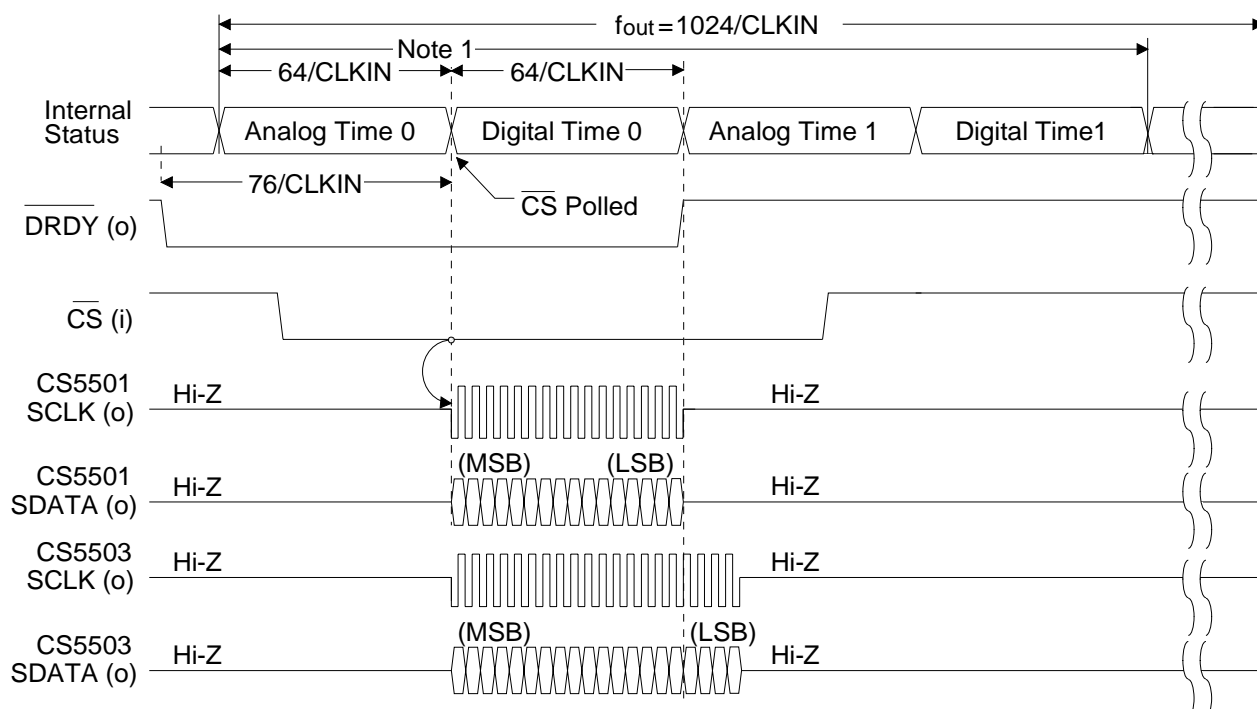 fout=1024/CLKIN
Note 1
64/CLKIN 64/CLKIN
Internal Status Analog Time 0 Digital Time 0 Analog Time 1 Digital Time1
76/CLKIN
CS Polled
DRDY (o)
CS (i)
CS5501 SCLK (o) Hi-Z Hi-Z
(MSB) (LSB)
CS5501 SDATA (o) Hi-Z Hi-Z
CS5503 SCLK (o) Hi-Z Hi-Z
(MSB) (LSB)
CS5503 SDATA (o) Hi-Z Hi-Z